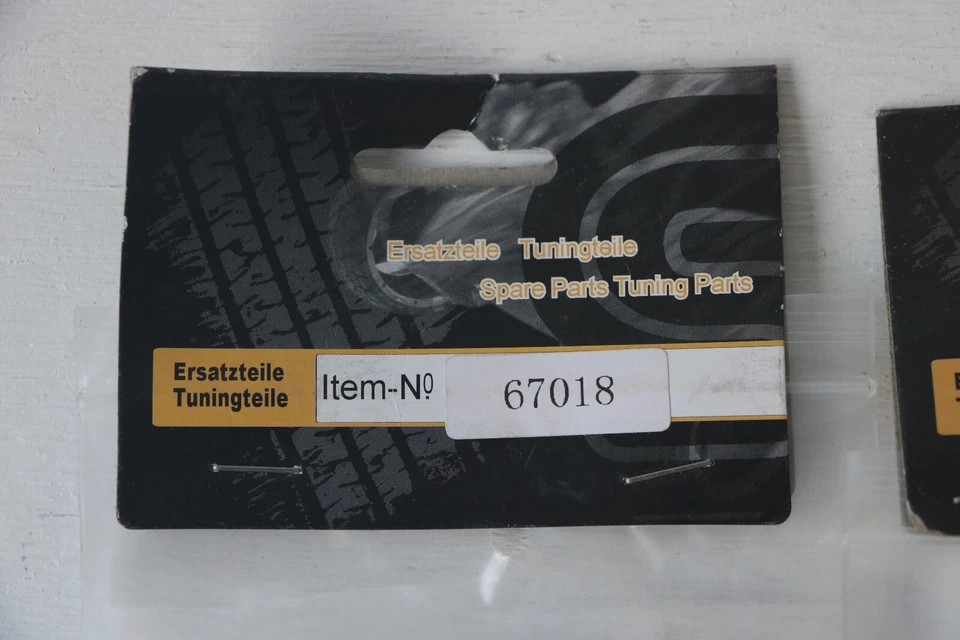 Ersatzteile Tuningteile
Spare Parts Tuning Parts
Ersatzteile
Tuningteile
Item-Nº 67018